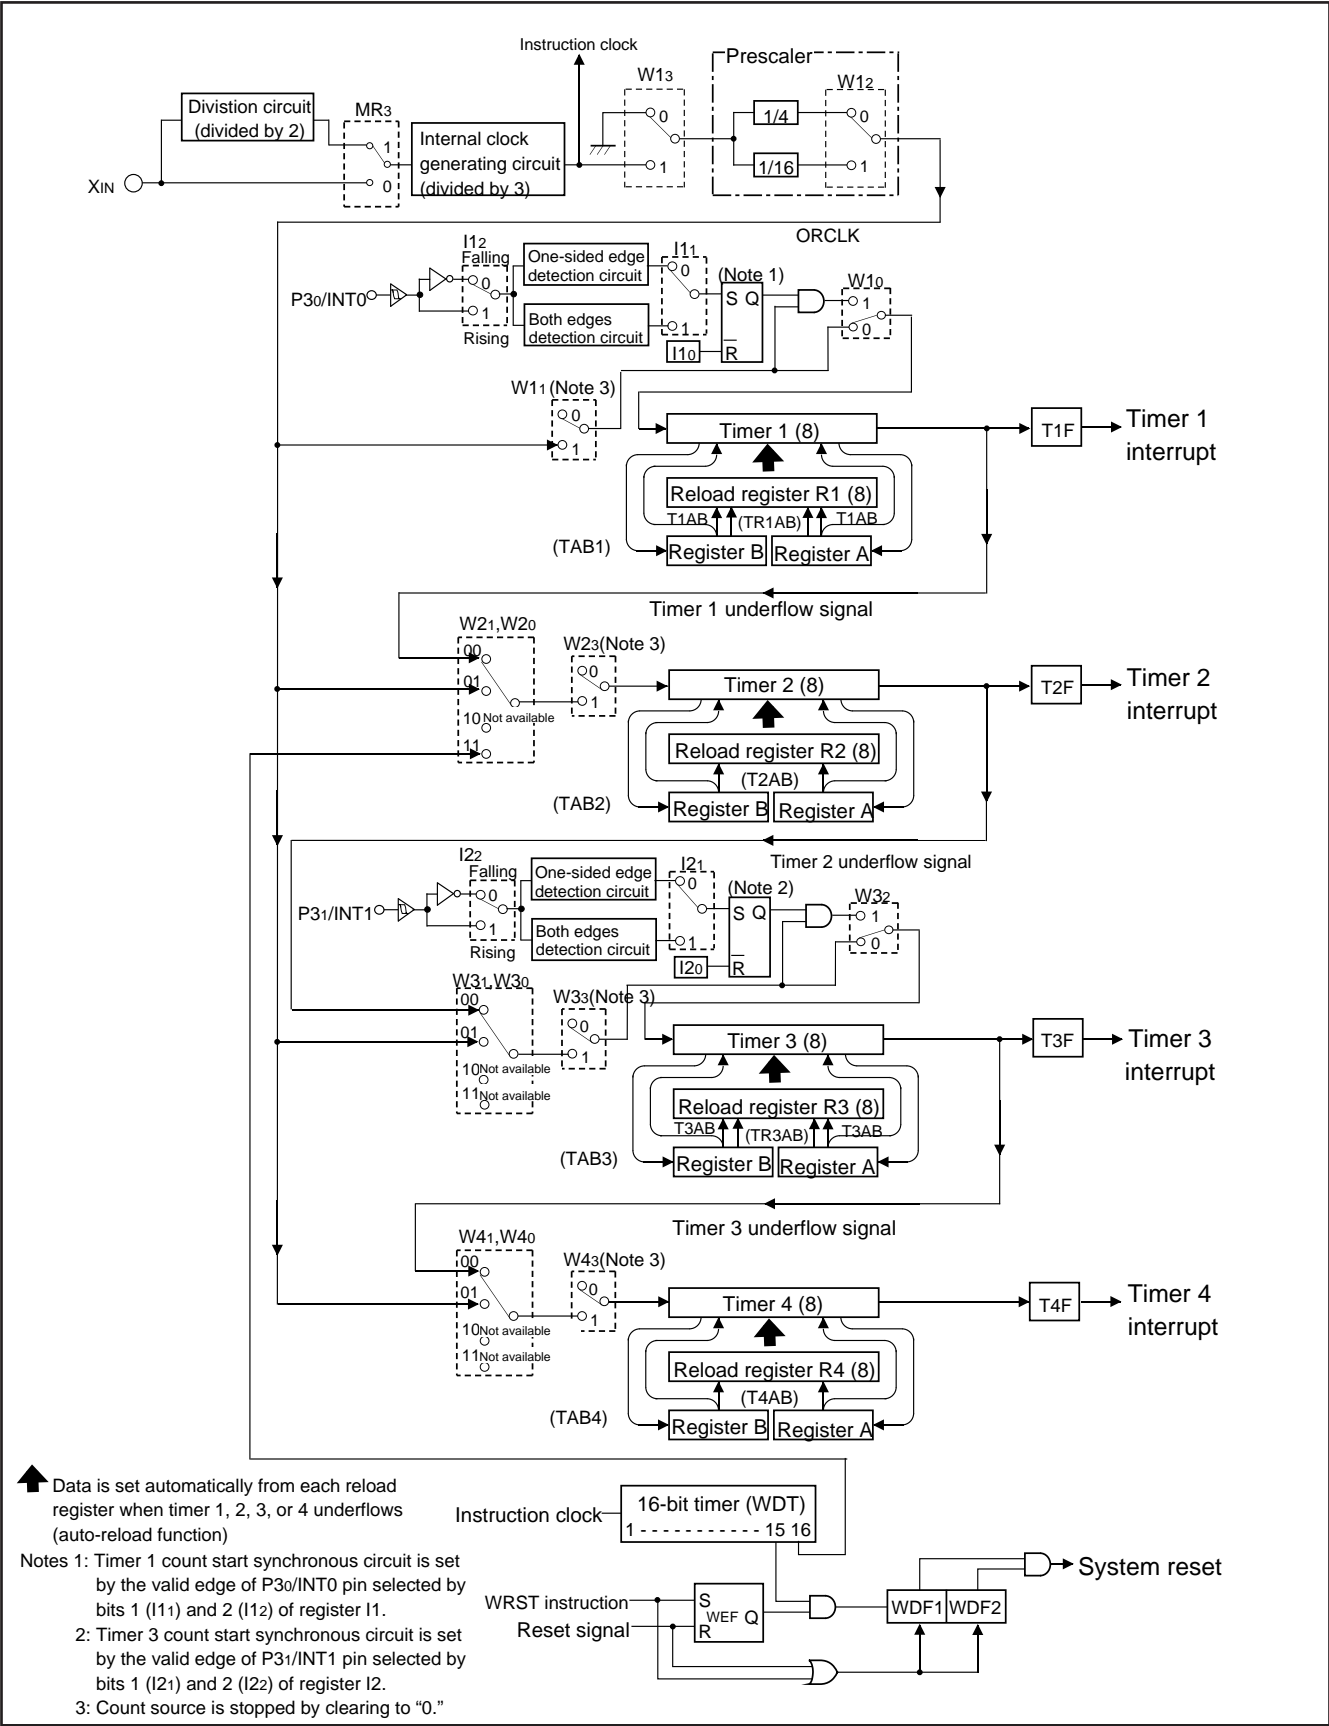 Instruction clock
Prescaler
W13
W12
Divistion circuit
(divided by 2)
MR3
Internal clock
generating circuit
(divided by 3)
0
1
1/4
1/16
0
1
1
0
XIN
ORCLK
I12
Falling
One-sided edge
detection circuit
I11
(Note 1)
W10
P30/INT0
0
1
Both edges
detection circuit
Rising
0
1
S Q
R
I10
1
0
W11 (Note 3)
0
1
Timer 1 (8)
T1F
Timer 1
interrupt
Reload register R1 (8)
T1AB
(TR1AB)
T1AB
(TAB1)
Register B
Register A
Timer 1 underflow signal
W21,W20
00
01
10 Not available
11
W23(Note 3)
0
1
Timer 2 (8)
T2F
Timer 2
interrupt
Reload register R2 (8)
(T2AB)
(TAB2)
Register B
Register A
Timer 2 underflow signal
I22
Falling
One-sided edge
detection circuit
I21
(Note 2)
W32
P31/INT1
0
1
Both edges
detection circuit
Rising
0
1
S Q
R
I20
1
0
W31,W30
00
01
10 Not available
11 Not available
W33(Note 3)
0
1
Timer 3 (8)
T3F
Timer 3
interrupt
Reload register R3 (8)
T3AB
(TR3AB)
T3AB
(TAB3)
Register B
Register A
Timer 3 underflow signal
W41,W40
00
01
10 Not available
11 Not available
W43(Note 3)
0
1
Timer 4 (8)
T4F
Timer 4
interrupt
Reload register R4 (8)
(T4AB)
(TAB4)
Register B
Register A
Data is set automatically from each reload
register when timer 1, 2, 3, or 4 underflows
(auto-reload function)
Notes 1: Timer 1 count start synchronous circuit is set
by the valid edge of P30/INT0 pin selected by
bits 1 (I11) and 2 (I12) of register I1.
2: Timer 3 count start synchronous circuit is set
by the valid edge of P31/INT1 pin selected by
bits 1 (I21) and 2 (I22) of register I2.
3: Count source is stopped by clearing to “0.”
Instruction clock
16-bit timer (WDT)
1 - - - - - - - - - - - 15 16
System reset
WRST instruction
Reset signal
S
WEF Q
R
WDF1 WDF2